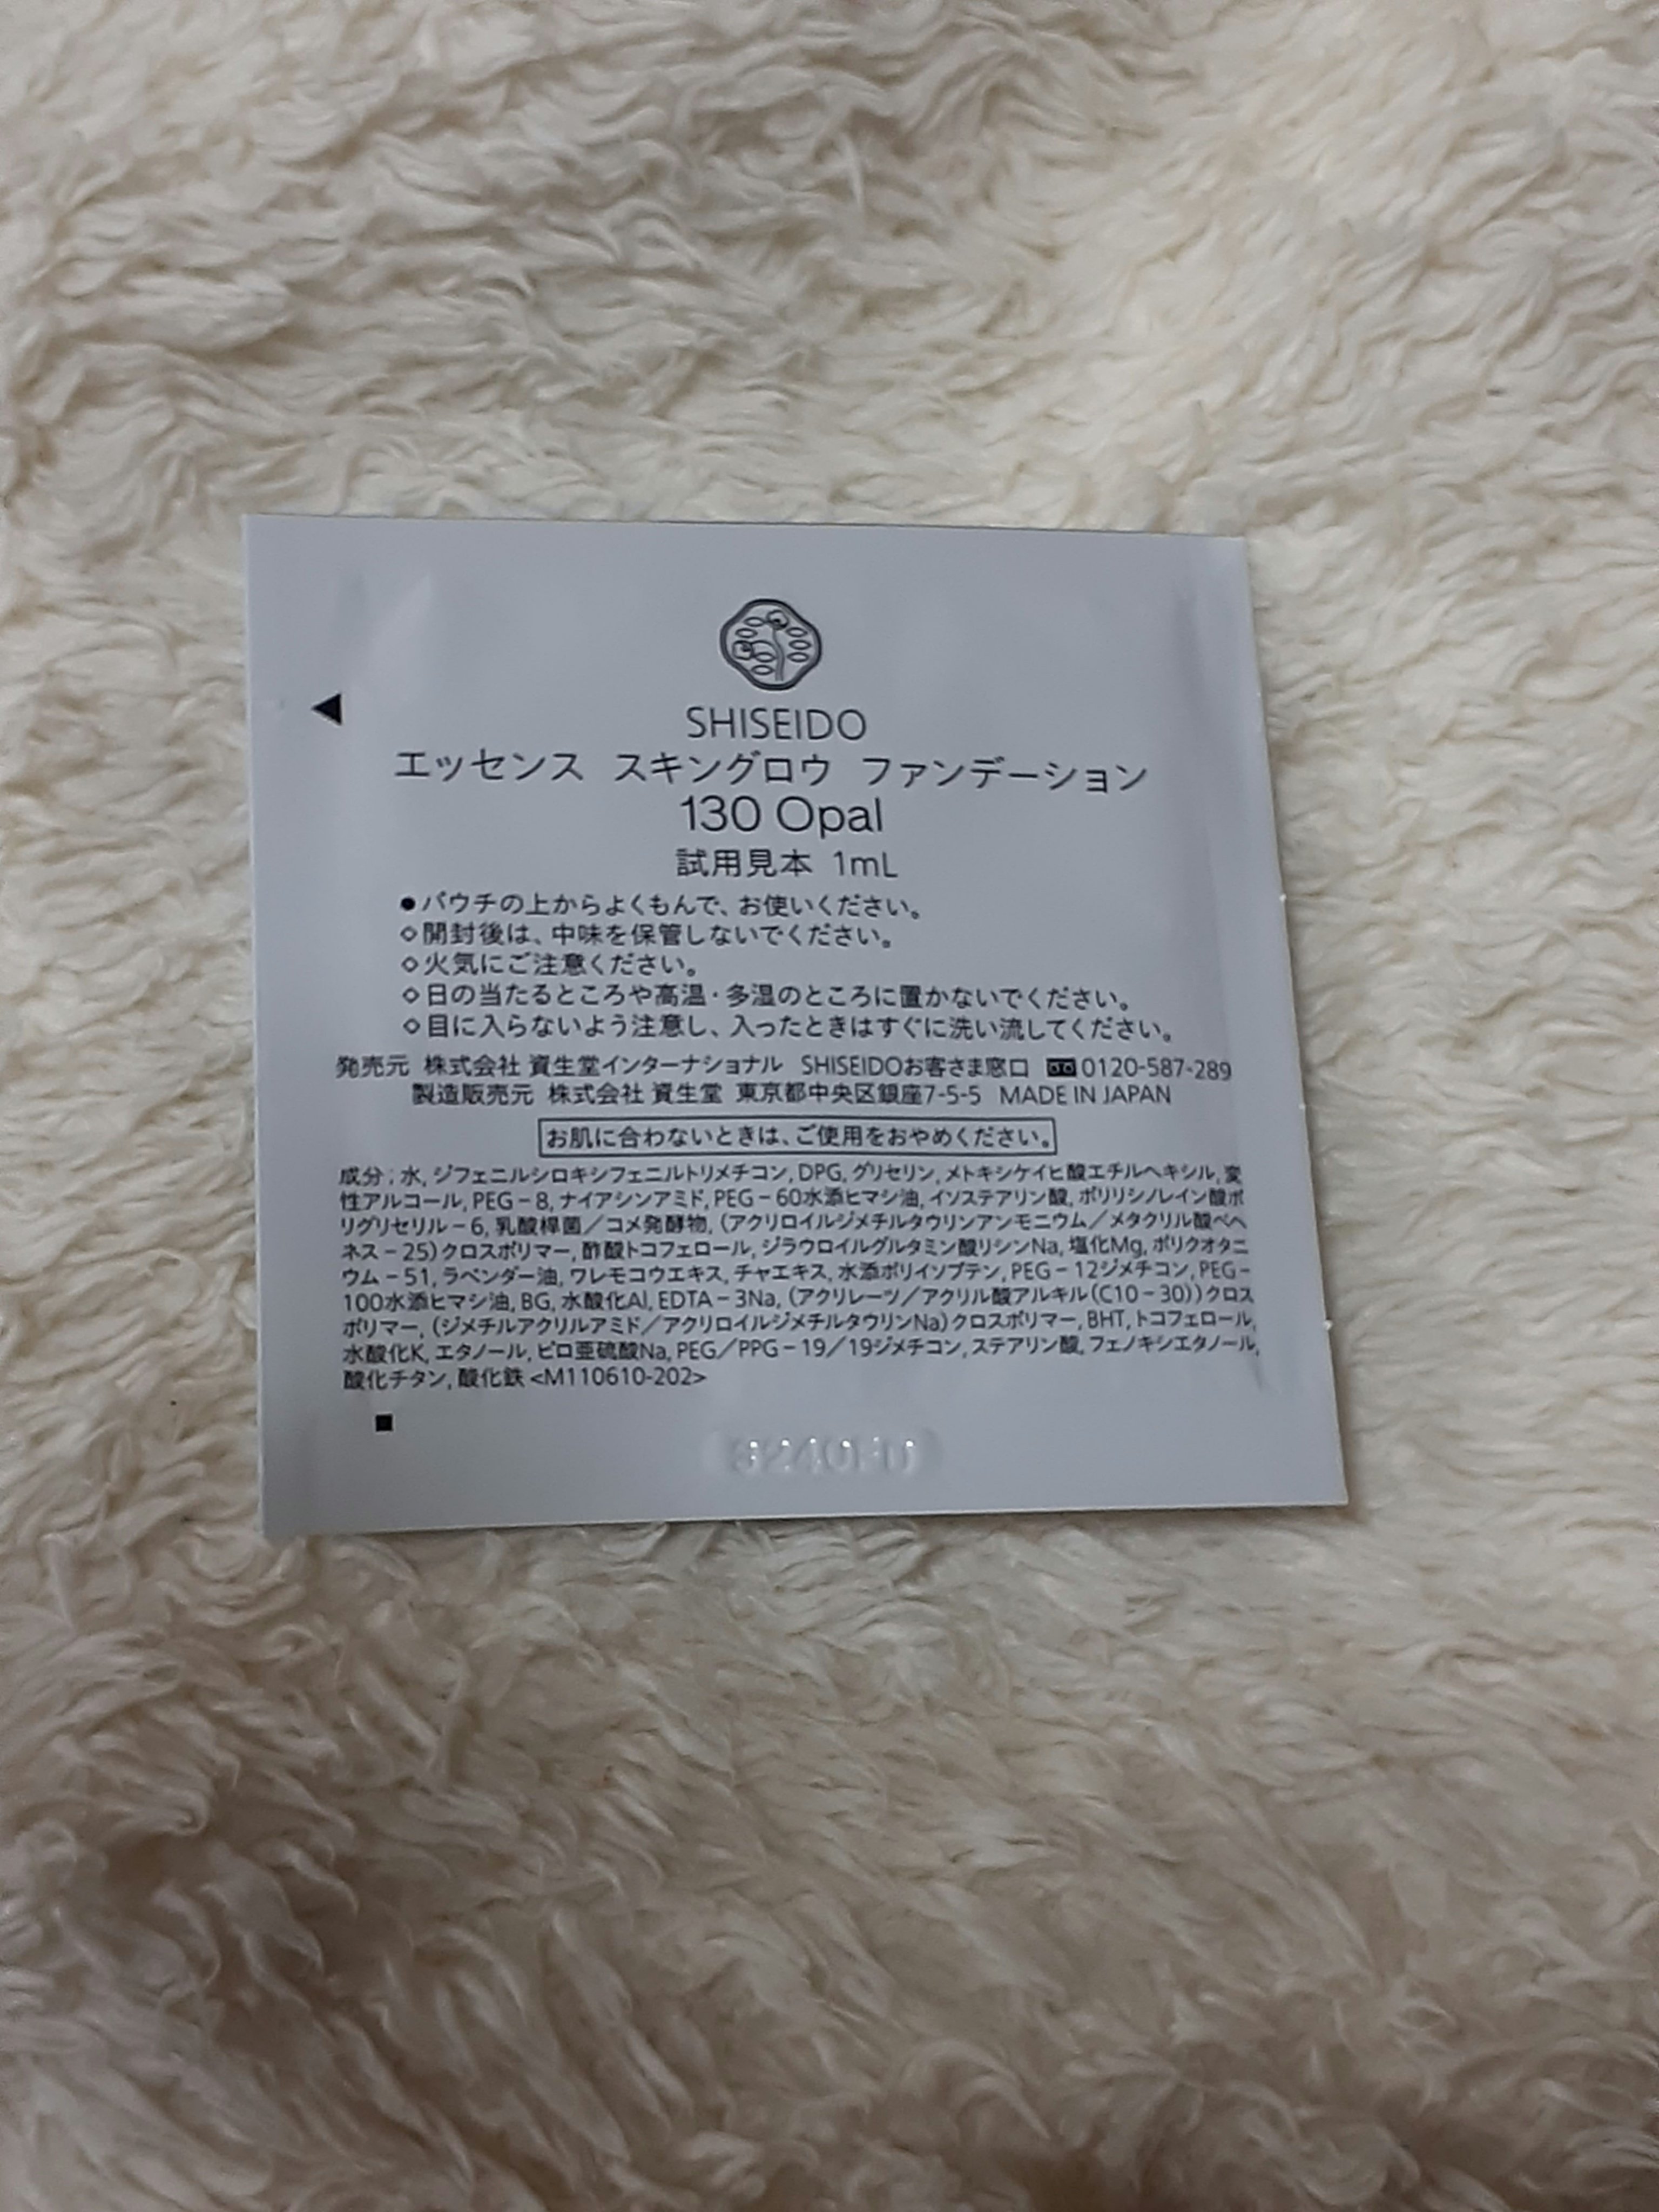 SHISEIDO
エッセンス スキングロウ ファンデーション
130 Opal
試用見本 1mL
●パウチの上からよくもんで、お使いください。
◇開封後は、中味を保管しないでください。
◇火気にご注意ください。
◇日の当たるところや高温・多湿のところに置かないでください。
◇目に入らないよう注意し、入ったときはすぐに洗い流してください。
発売元 株式会社 資生堂インターナショナル SHISEIDOお客さま窓口 0120-587-289
製造販売元 株式会社 資生堂 東京都中央区銀座7-5-5 MADE IN JAPAN
お肌に合わないときは、ご使用をおやめください。
成分：水, ジフェニルシロキシフェニルトリメチコン, DPG, グリセリン, メトキシケイヒ酸エチルヘキシル, 変
性アルコール, PEG－8, ナイアシンアミド, PEG－60水添ヒマシ油, イソステアリン酸, ポリリシノレイン酸ポ
リグリセリル－6, 乳酸桿菌／コメ発酵物, (アクリロイルジメチルタウリンアンモニウム／メタクリル酸ベヘ
ネス－25)クロスポリマー, 酢酸トコフェロール, ジラウロイルグルタミン酸リシンNa, 塩化Mg, ポリクオタニ
ウム－51, ラベンダー油, ワレモコウエキス, チャエキス, 水添ポリイソブテン, PEG－12ジメチコン, PEG－
100水添ヒマシ油, BG, 水酸化Al, EDTA－3Na, (アクリレーツ／アクリル酸アルキル(C10－30))クロス
ポリマー, (ジメチルアクリルアミド／アクリロイルジメチルタウリンNa)クロスポリマー, BHT, トコフェロール,
水酸化K, エタノール, ピロ亜硫酸Na, PEG／PPG－19／19ジメチコン, ステアリン酸, フェノキシエタノール,
酸化チタン, 酸化鉄 <M110610-202>